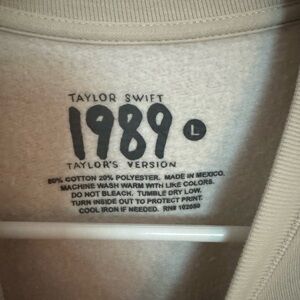 TAYLOR SWIFT
1989 L
TAYLOR'S VERSION
80% COTTON 20% POLYESTER. MADE IN MEXICO.
MACHINE WASH WARM WITH LIKE COLORS.
DO NOT BLEACH. TUMBLE DRY LOW.
TURN INSIDE OUT TO PROTECT PRINT.
COOL IRON IF NEEDED. RN#